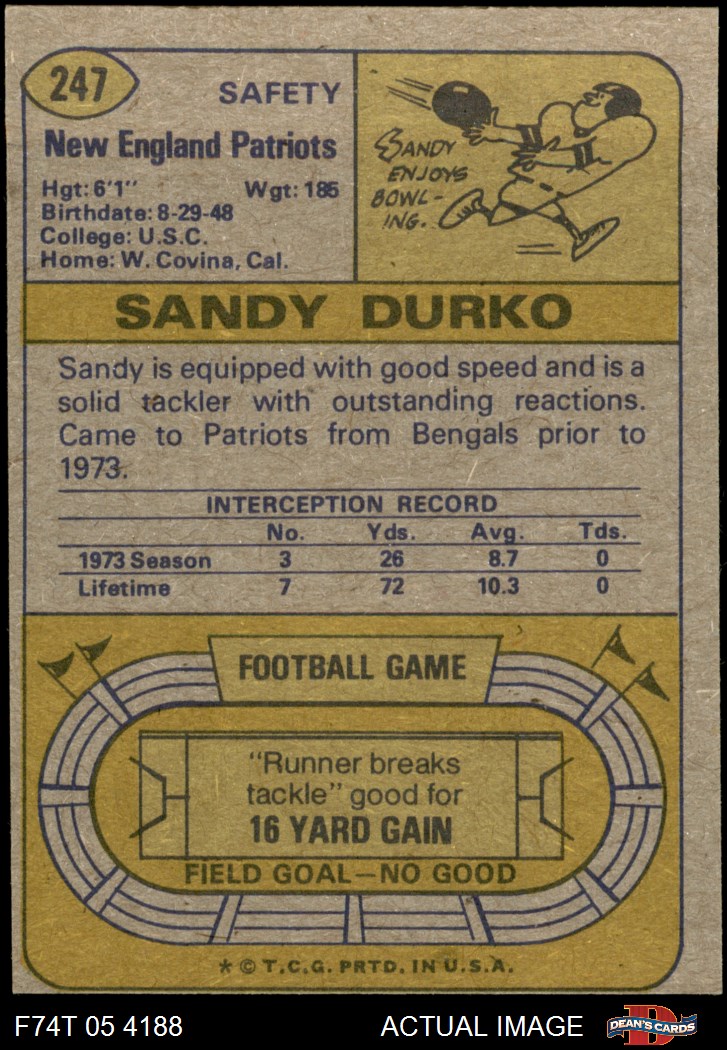 247
SAFETY
New England Patriots
Hgt: 6'1" Wgt: 185
Birthdate: 8-29-48
College: U.S.C.
Home: W. Covina, Cal.
SANDY
ENJOYS
BOWL-
ING.
SANDY DURKO
Sandy is equipped with good speed and is a
solid tackler with outstanding reactions.
Came to Patriots from Bengals prior to
1973.
INTERCEPTION RECORD
No. Yds. Avg. Tds.
1973 Season 3 26 8.7 0
Lifetime 7 72 10.3 0
FOOTBALL GAME
"Runner breaks
tackle" good for
16 YARD GAIN
FIELD GOAL—NO GOOD
* © T.C.G. PRTD. IN U.S.A.
F74T 05 4188 ACTUAL IMAGE DEAN'S CARDS